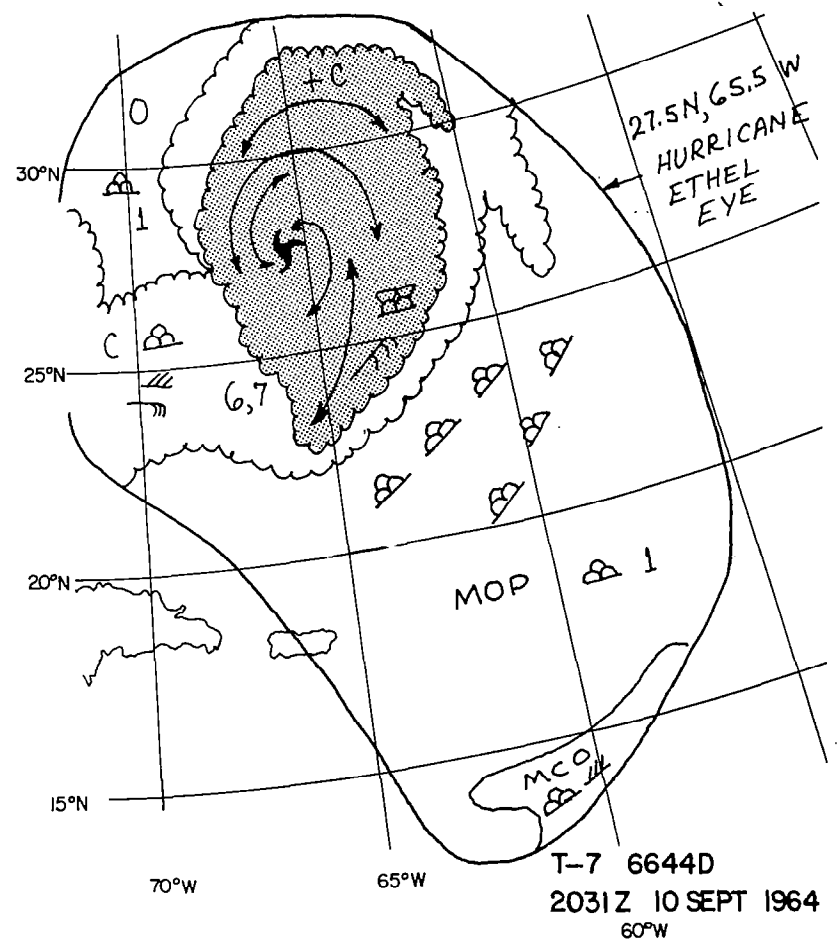 +C
O
27.5N, 65.5 W
HURRICANE
ETHEL
EYE
30°N
1
C
25°N
6,7
20°N
MOP
1
MCO
15°N
70°W
65°W
T-7 6644D
2031Z 10 SEPT 1964
60°W